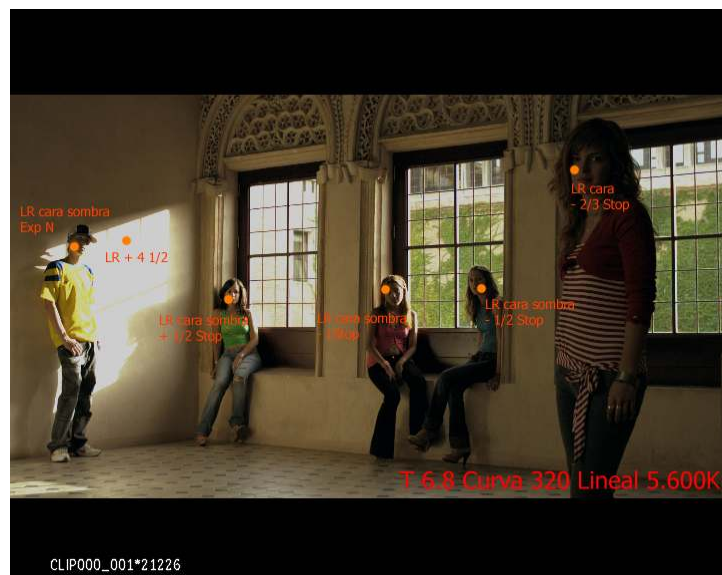 LR cara sombra
Exp N
LR + 4 1/2
LR cara sombra
+ 1/2 Stop
LR cara sombra
Stop
LR cara sombra
1/2 Stop
LR cara
- 2/3 Stop
T 6.8 Curva 320 Lineal 5.600K
CLIP000_001*21226